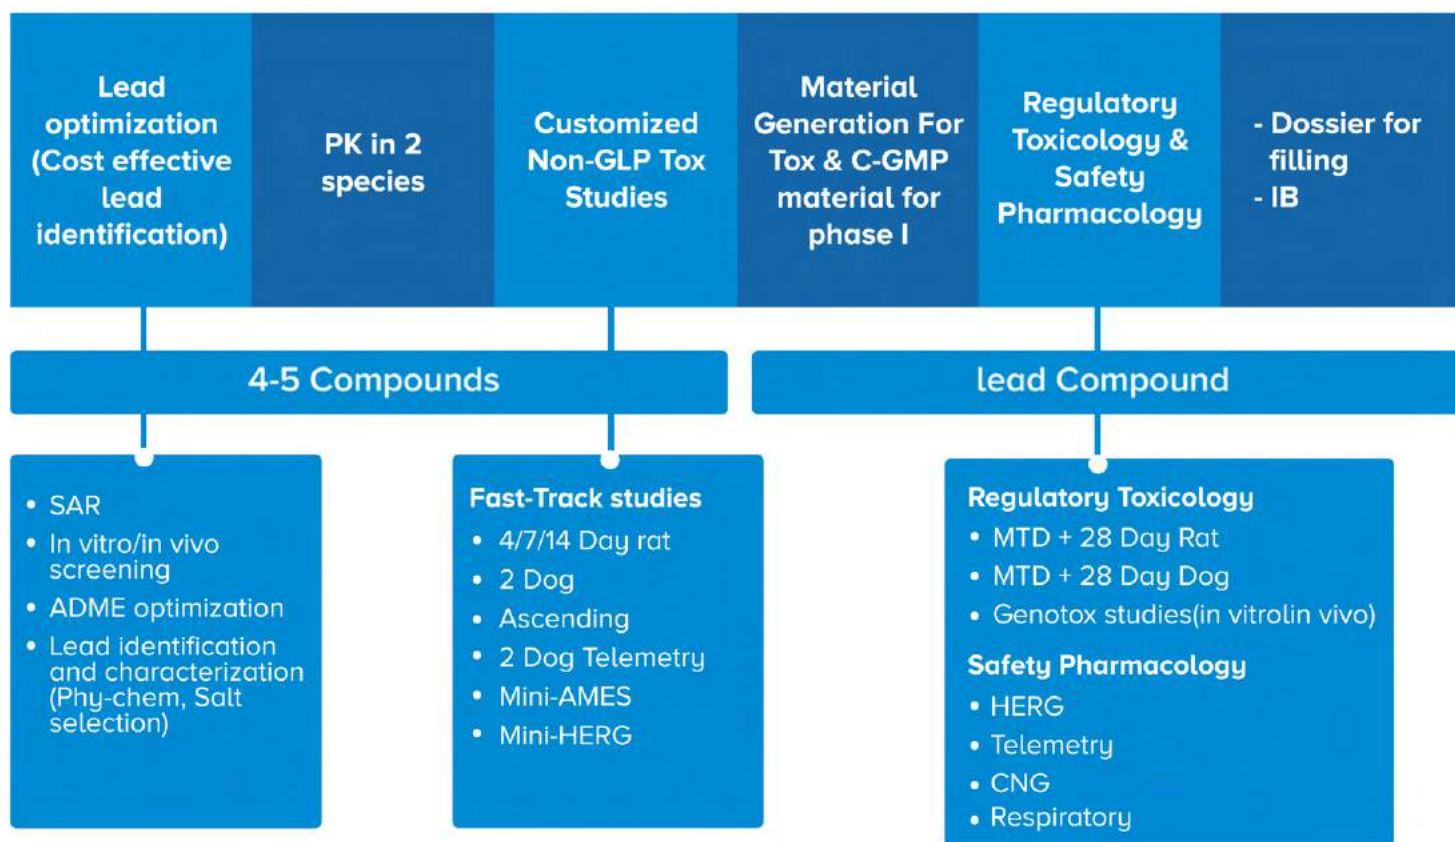 Lead
optimization
(Cost effective
lead
identification)
PK in 2
species
Customized
Non-GLP Tox
Studies
Material
Generation For
Tox & C-GMP
material for
phase I
Regulatory
Toxicology &
Safety
Pharmacology
- Dossier for
filling
- IB
4-5 Compounds
lead Compound
• SAR
• In vitro/in vivo
screening
• ADME optimization
• Lead identification
and characterization
(Phy-chem, Salt
selection)
Fast-Track studies
• 4/7/14 Day rat
• 2 Dog
• Ascending
• 2 Dog Telemetry
• Mini-AMES
• Mini-HERG
Regulatory Toxicology
• MTD + 28 Day Rat
• MTD + 28 Day Dog
• Genotox studies(in vitrolin vivo)
Safety Pharmacology
• HERG
• Telemetry
• CNG
• Respiratory